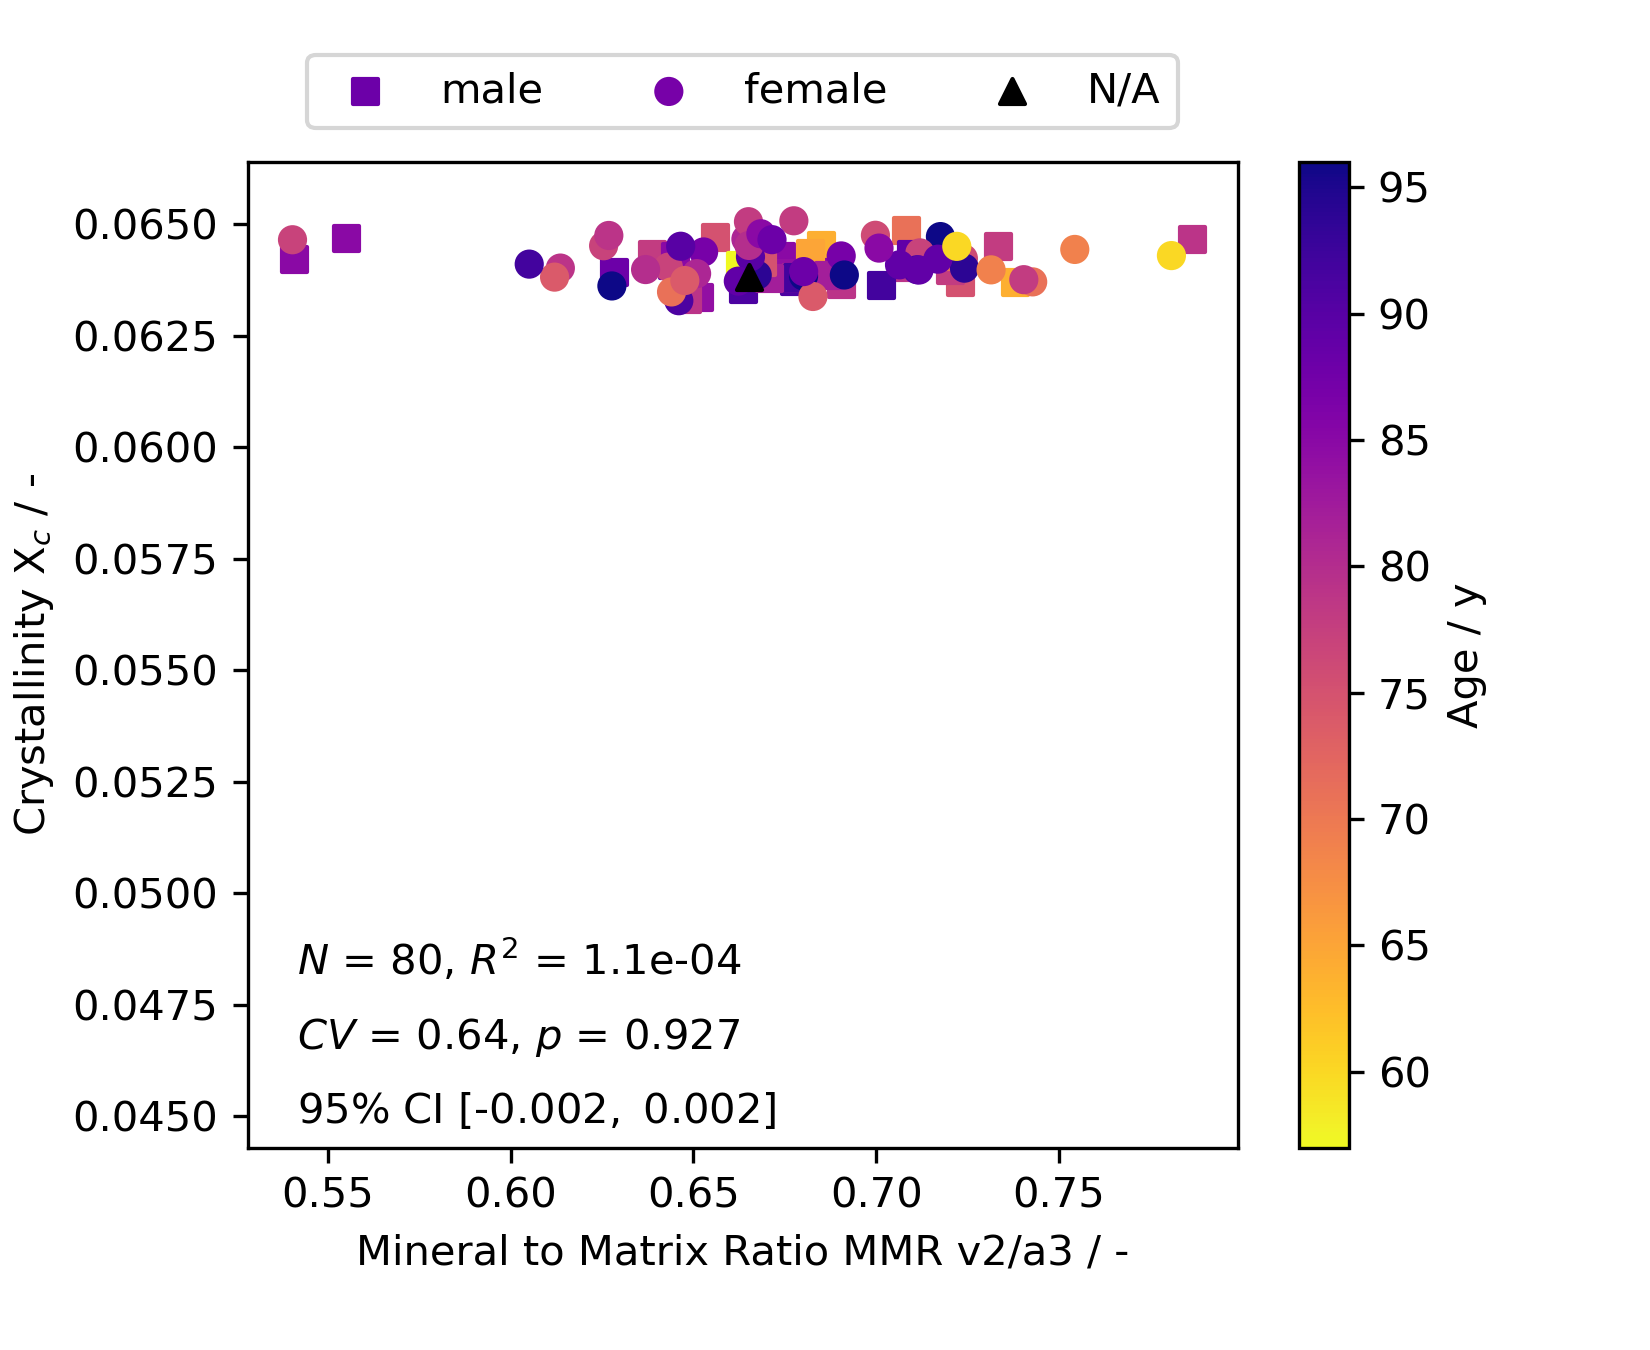 male female N/A
0.0650
0.0625
0.0600
0.0575
0.0550
0.0525
0.0500
0.0475
0.0450
Crystallinity X_c / -
N = 80, R² = 1.1e-04
CV = 0.64, p = 0.927
95% CI [-0.002, 0.002]
0.55 0.60 0.65 0.70 0.75
Mineral to Matrix Ratio MMR v2/a3 / -
95
90
85
80
75
70
65
60
Age / y